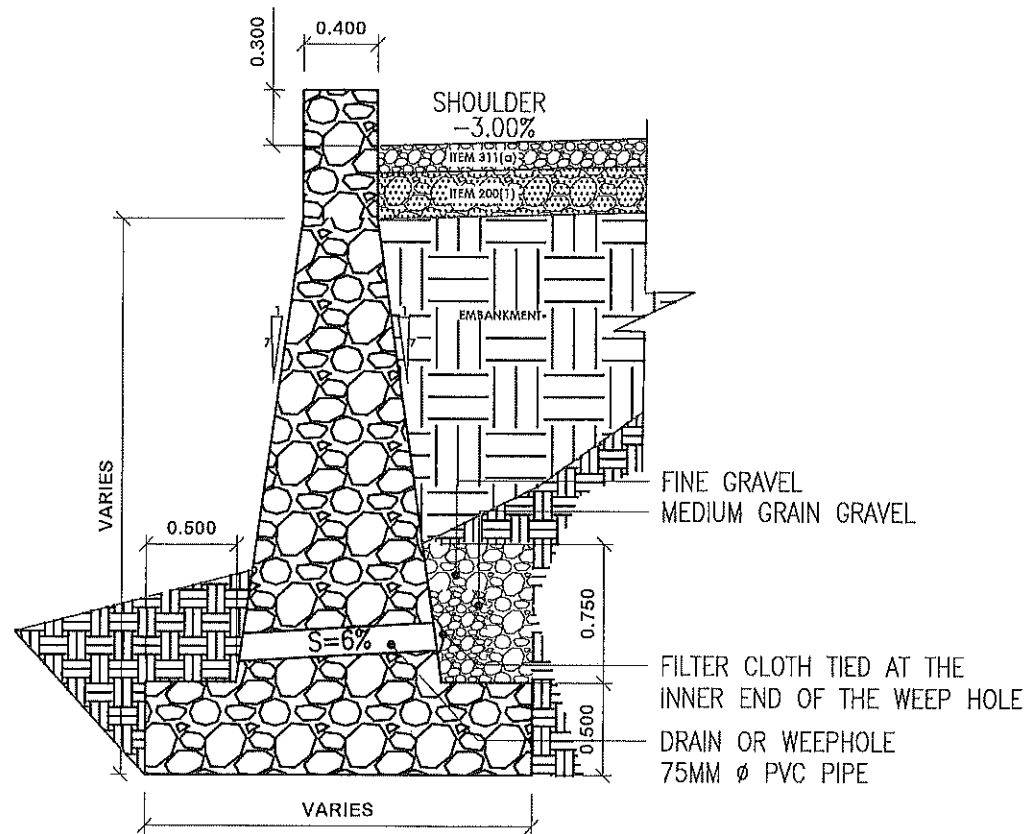 0.300
0.400
SHOULDER
-3.00%
ITEM 311(a)
ITEM 200(1)
1
7
1
7
EMBANKMENT
VARIES
0.500
FINE GRAVEL
MEDIUM GRAIN GRAVEL
0.750
S=6%
FILTER CLOTH TIED AT THE
INNER END OF THE WEEP HOLE
0.500
DRAIN OR WEEPHOLE
75MM Ø PVC PIPE
VARIES